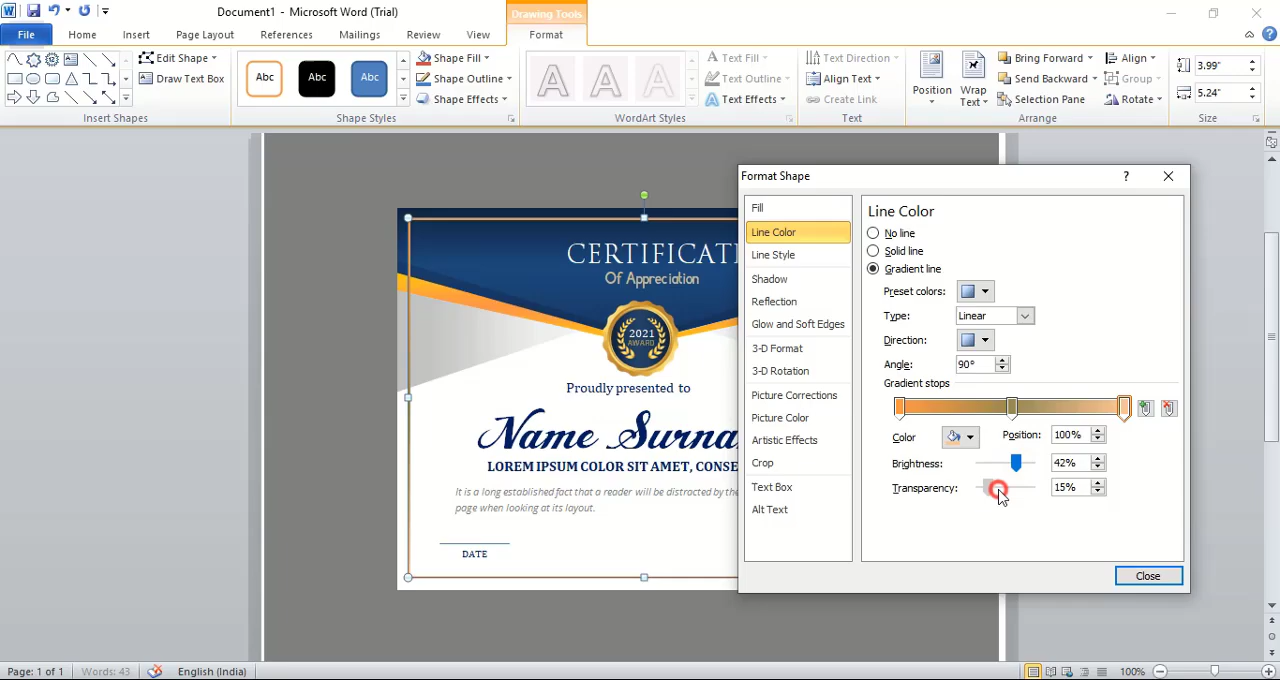 Document1 - Microsoft Word (Trial)
Drawing Tools
File Home Insert Page Layout References Mailings Review View Format
Edit Shape
Draw Text Box
Insert Shapes
Abc Abc Abc
Shape Fill
Shape Outline
Shape Effects
Shape Styles
A A A
Text Fill
Text Outline
Text Effects
WordArt Styles
Text Direction
Align Text
Create Link
Text
Position
Wrap
Text
Bring Forward
Send Backward
Selection Pane
Align
Group
Rotate
Arrange
3.99"
5.24"
Size
CERTIFICAT
Of Appreciation
2021
AWARD
Proudly presented to
Name Surna
LOREM IPSUM COLOR SIT AMET, CONSE
It is a long established fact that a reader will be distracted by the
page when looking at its layout.
DATE
Format Shape
Fill
Line Color
Line Style
Shadow
Reflection
Glow and Soft Edges
3-D Format
3-D Rotation
Picture Corrections
Picture Color
Artistic Effects
Crop
Text Box
Alt Text
Line Color
No line
Solid line
Gradient line
Preset colors:
Type: Linear
Direction:
Angle: 90°
Gradient stops
Color Position: 100%
Brightness: 42%
Transparency: 15%
Close
Page: 1 of 1 Words: 43 English (India) 100%